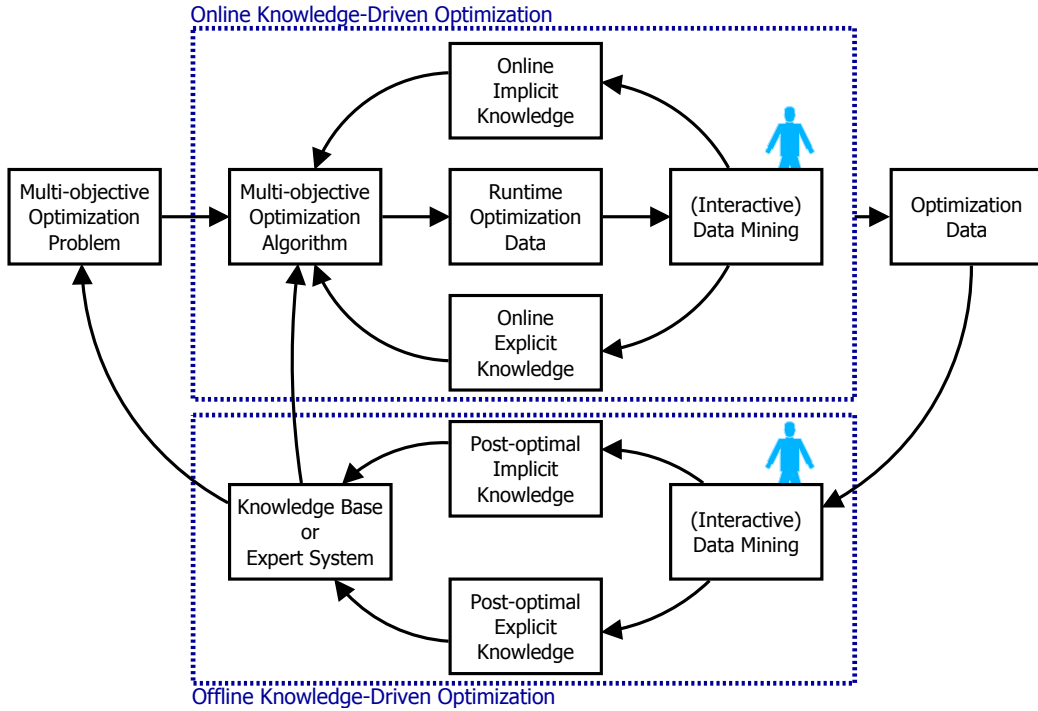 Online Knowledge-Driven Optimization
Online
Implicit
Knowledge
Multi-objective
Optimization
Problem
Multi-objective
Optimization
Algorithm
Runtime
Optimization
Data
(Interactive)
Data Mining
Optimization
Data
Online
Explicit
Knowledge
Post-optimal
Implicit
Knowledge
Knowledge Base
or
Expert System
(Interactive)
Data Mining
Post-optimal
Explicit
Knowledge
Offline Knowledge-Driven Optimization